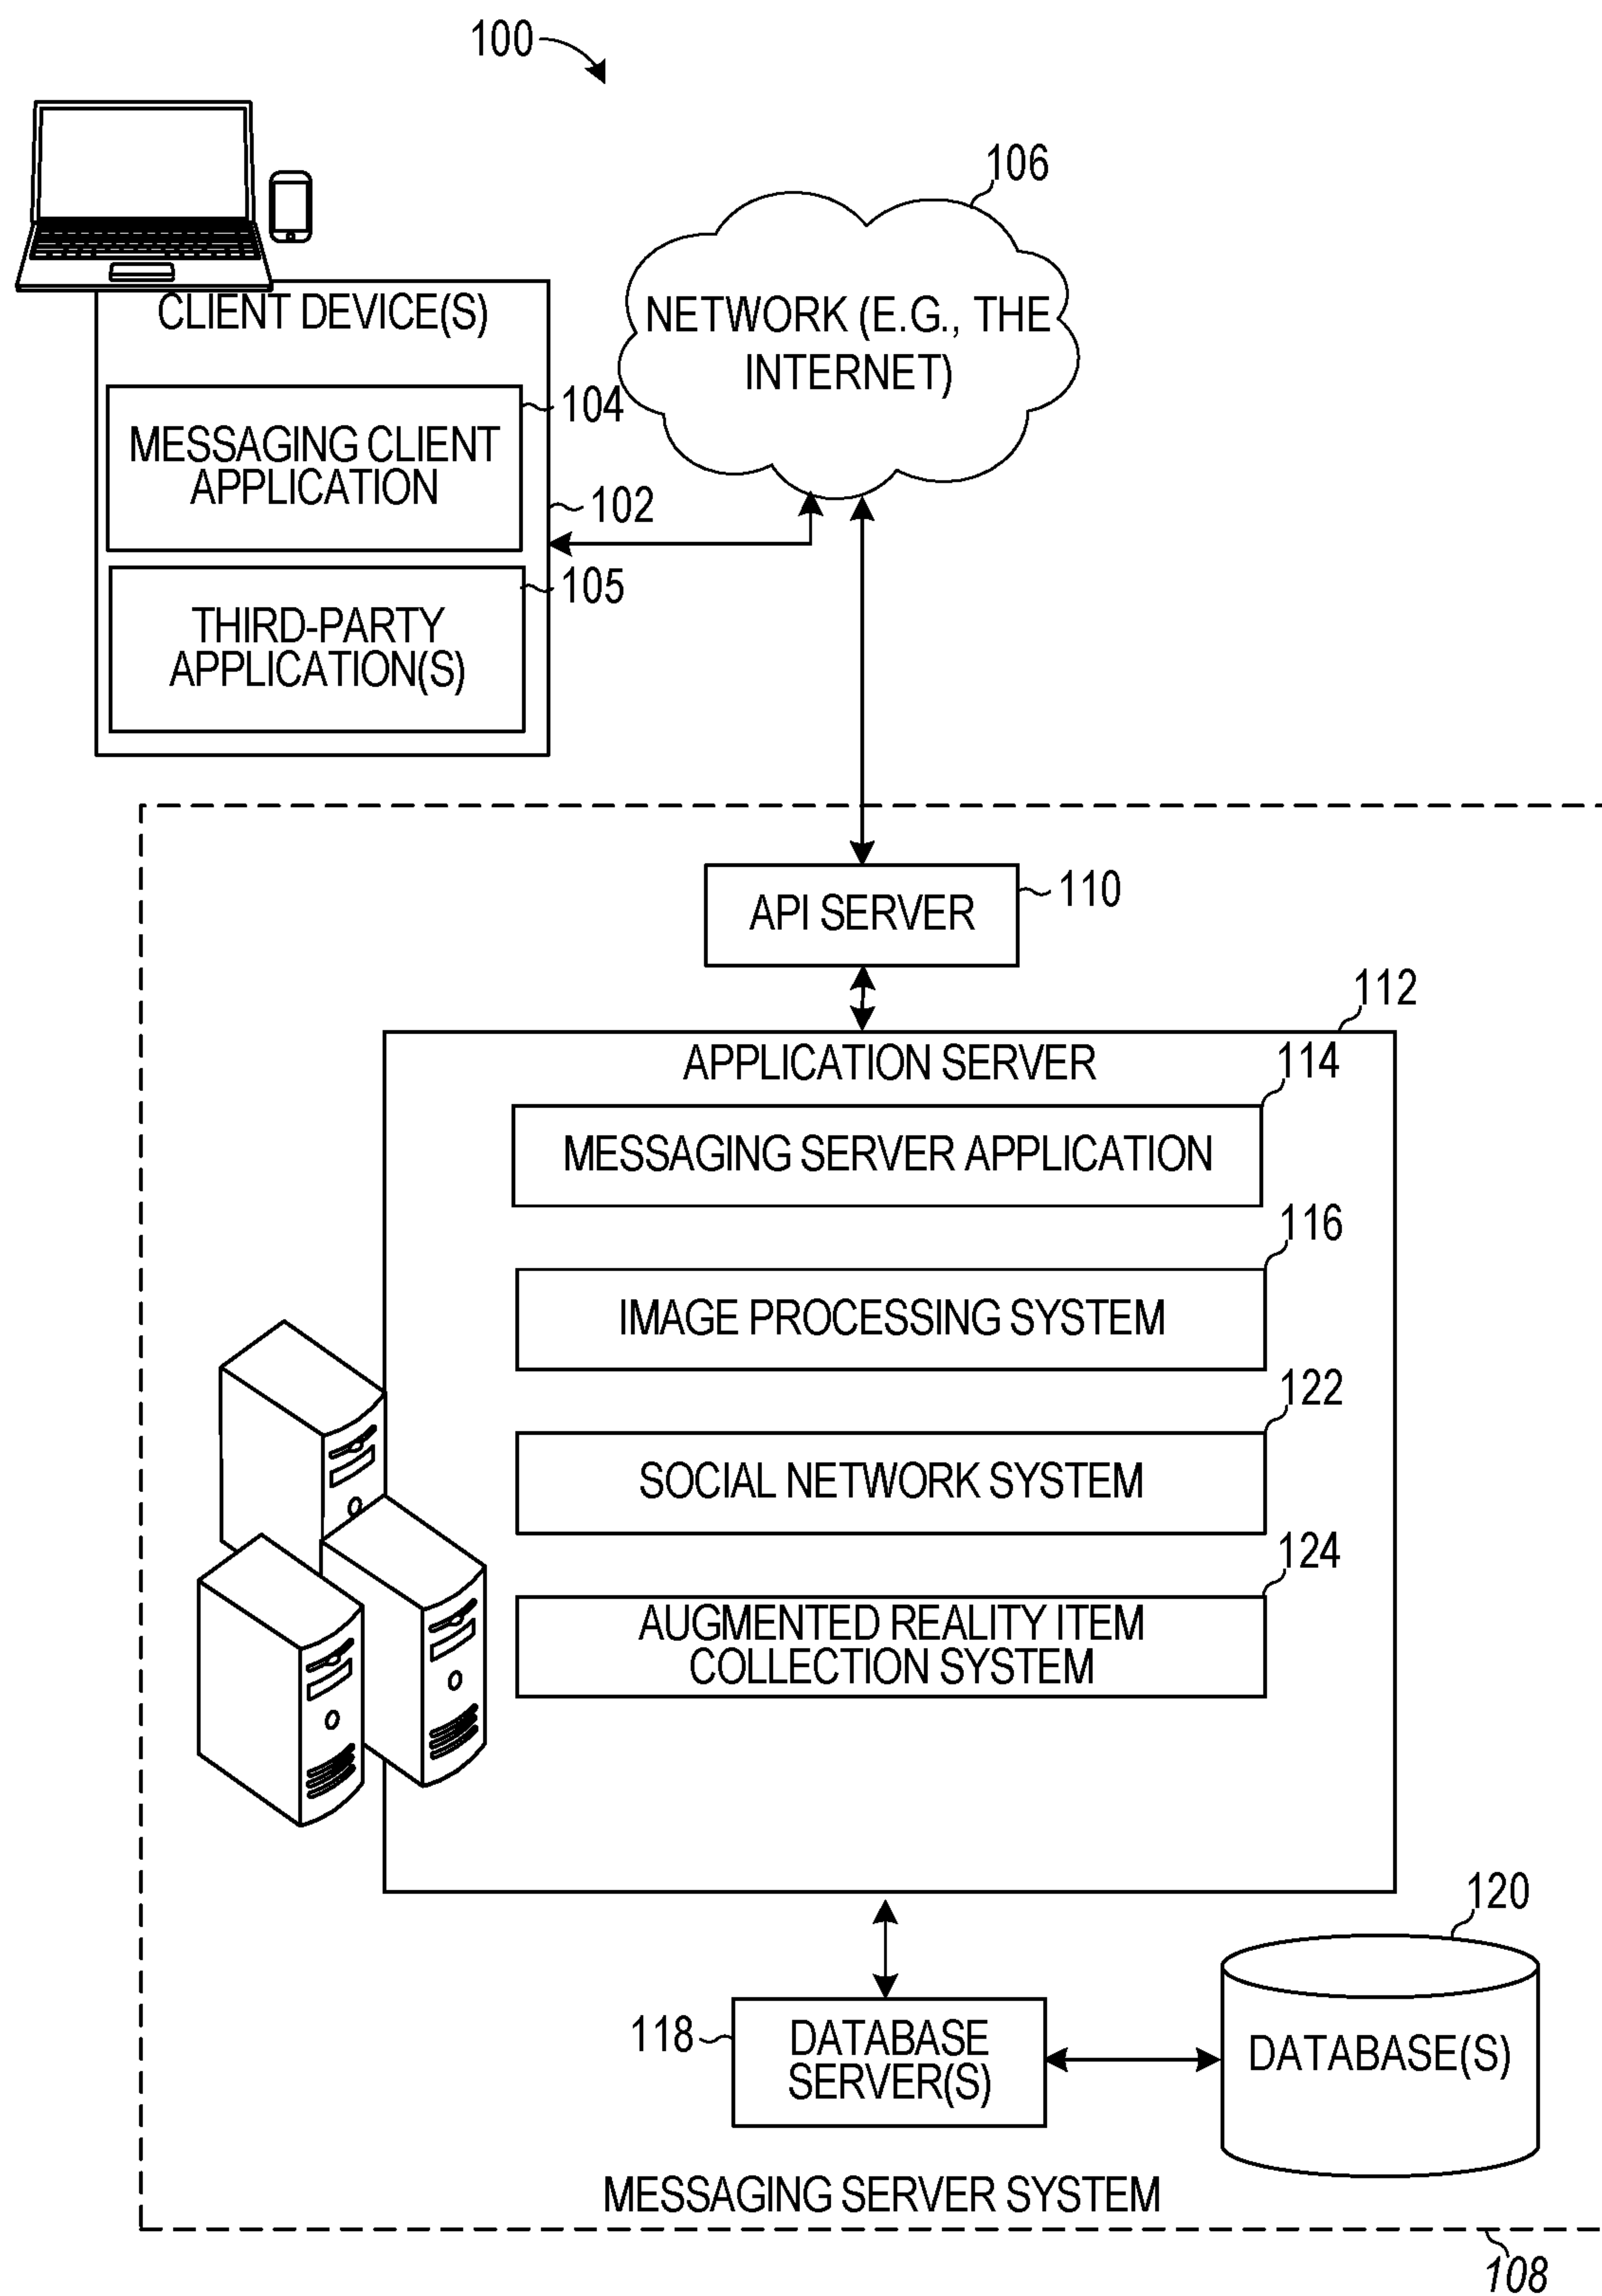 100
106
NETWORK (E.G., THE
INTERNET)
CLIENT DEVICE(S)
104
MESSAGING CLIENT
APPLICATION
102
105
THIRD-PARTY
APPLICATION(S)
API SERVER
110
112
APPLICATION SERVER
114
MESSAGING SERVER APPLICATION
116
IMAGE PROCESSING SYSTEM
122
SOCIAL NETWORK SYSTEM
124
AUGMENTED REALITY ITEM
COLLECTION SYSTEM
120
118
DATABASE
SERVER(S)
DATABASE(S)
MESSAGING SERVER SYSTEM
108